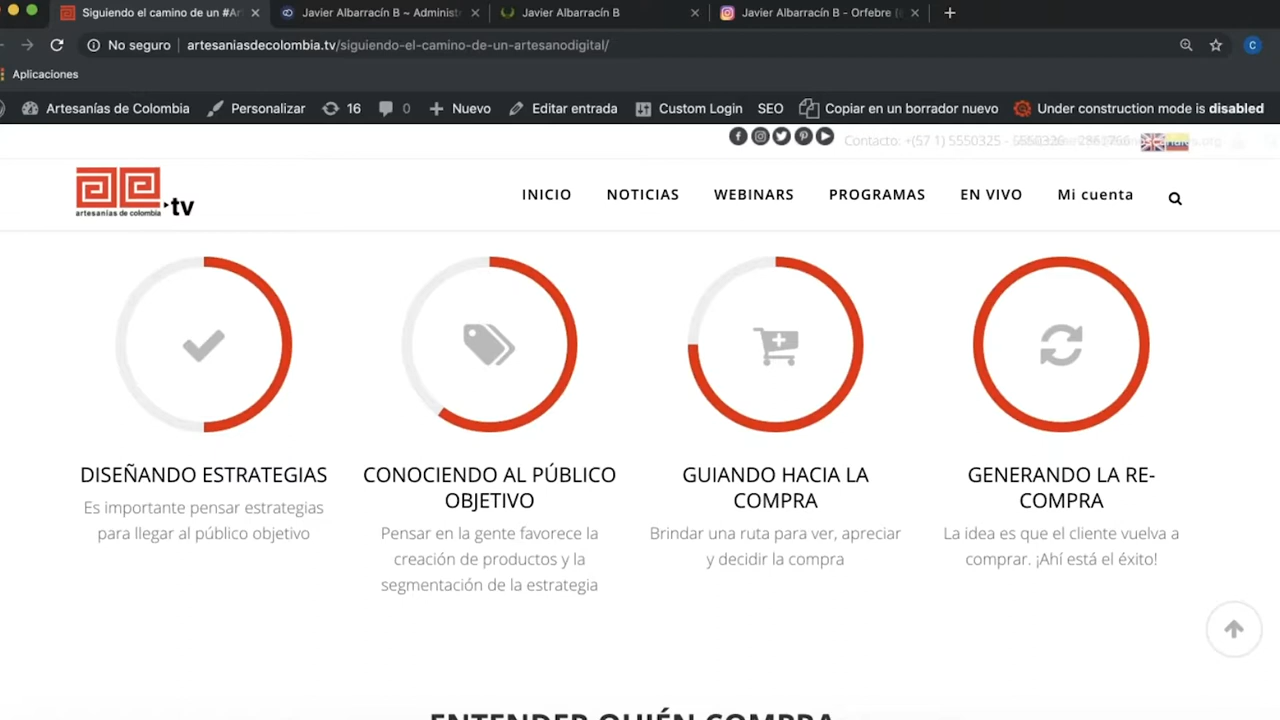 Siguiendo el camino de un #Ar
Javier Albarracín B ~ Administ
Javier Albarracín B
Javier Albarracín B - Orfebre (
No seguro
artesaniasdecolombia.tv/siguiendo-el-camino-de-un-artesanodigital/
C
Aplicaciones
Artesanías de Colombia
Personalizar
16
0
Nuevo
Editar entrada
Custom Login
SEO
Copiar en un borrador nuevo
Under construction mode is disabled
Contacto: +(57 1) 5550325 -
artesanías de colombia
tv
INICIO
NOTICIAS
WEBINARS
PROGRAMAS
EN VIVO
Mi cuenta
DISEÑANDO ESTRATEGIAS
Es importante pensar estrategias
para llegar al público objetivo
CONOCIENDO AL PÚBLICO
OBJETIVO
Pensar en la gente favorece la
creación de productos y la
segmentación de la estrategia
GUIANDO HACIA LA
COMPRA
Brindar una ruta para ver, apreciar
y decidir la compra
GENERANDO LA RE-
COMPRA
La idea es que el cliente vuelva a
comprar. ¡Ahí está el éxito!
ENTENDER QUIÉN COMPRA